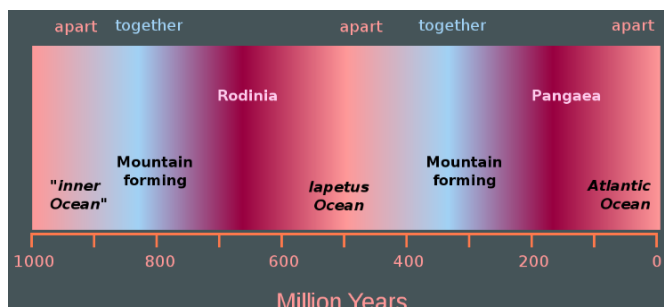 apart together apart together apart
Rodinia Pangaea
Mountain Mountain
forming forming
"inner Iapetus Atlantic
Ocean" Ocean Ocean
1000 800 600 400 200 0
Million Years